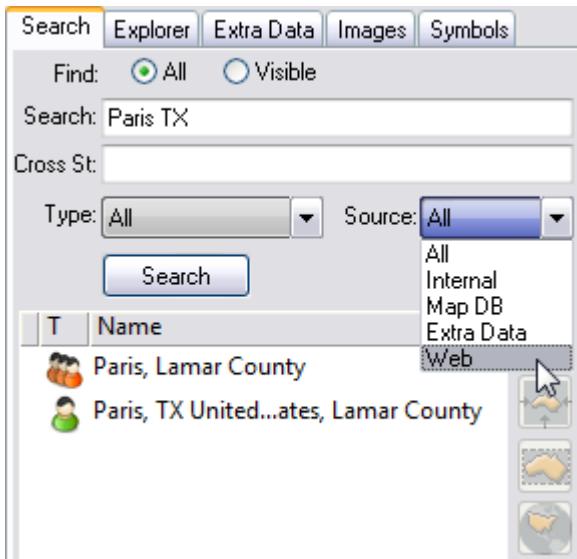 Search Explorer Extra Data Images Symbols
Find: All Visible
Search: Paris TX
Cross St:
Type: All Source: All
All
Internal
Map DB
Extra Data
Web
Search
T Name
Paris, Lamar County
Paris, TX United...ates, Lamar County